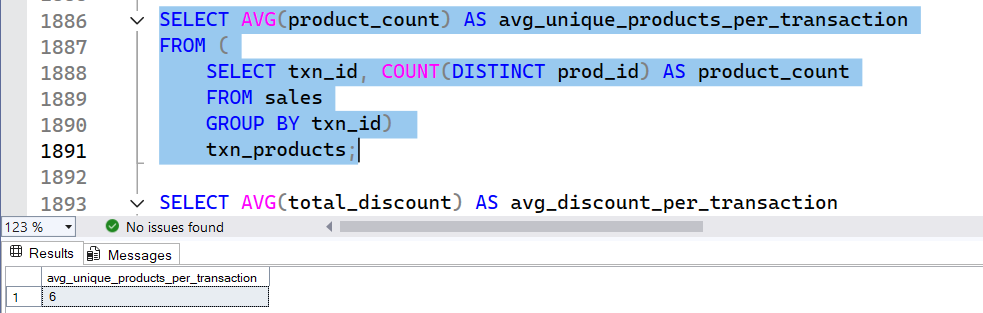 1886 SELECT AVG(product_count) AS avg_unique_products_per_transaction
1887 FROM (
1888 SELECT txn_id, COUNT(DISTINCT prod_id) AS product_count
1889 FROM sales
1890 GROUP BY txn_id)
1891 txn_products;
1892
1893 SELECT AVG(total_discount) AS avg_discount_per_transaction
123 % No issues found
Results Messages
avg_unique_products_per_transaction
1 6